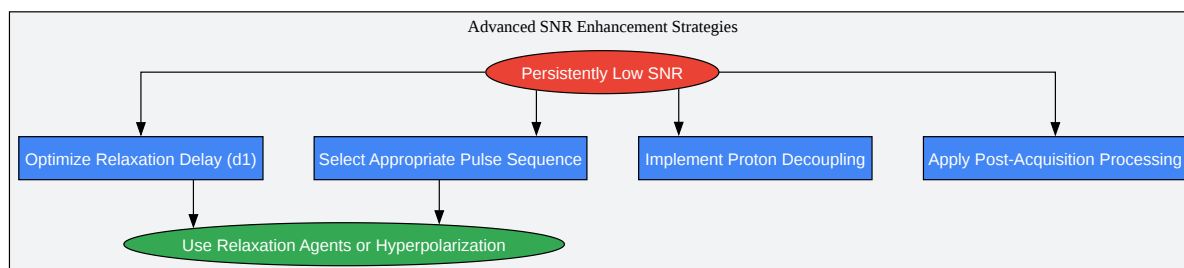 Advanced SNR Enhancement Strategies
Persistently Low SNR
Optimize Relaxation Delay (d1)
Select Appropriate Pulse Sequence
Implement Proton Decoupling
Apply Post-Acquisition Processing
Use Relaxation Agents or Hyperpolarization